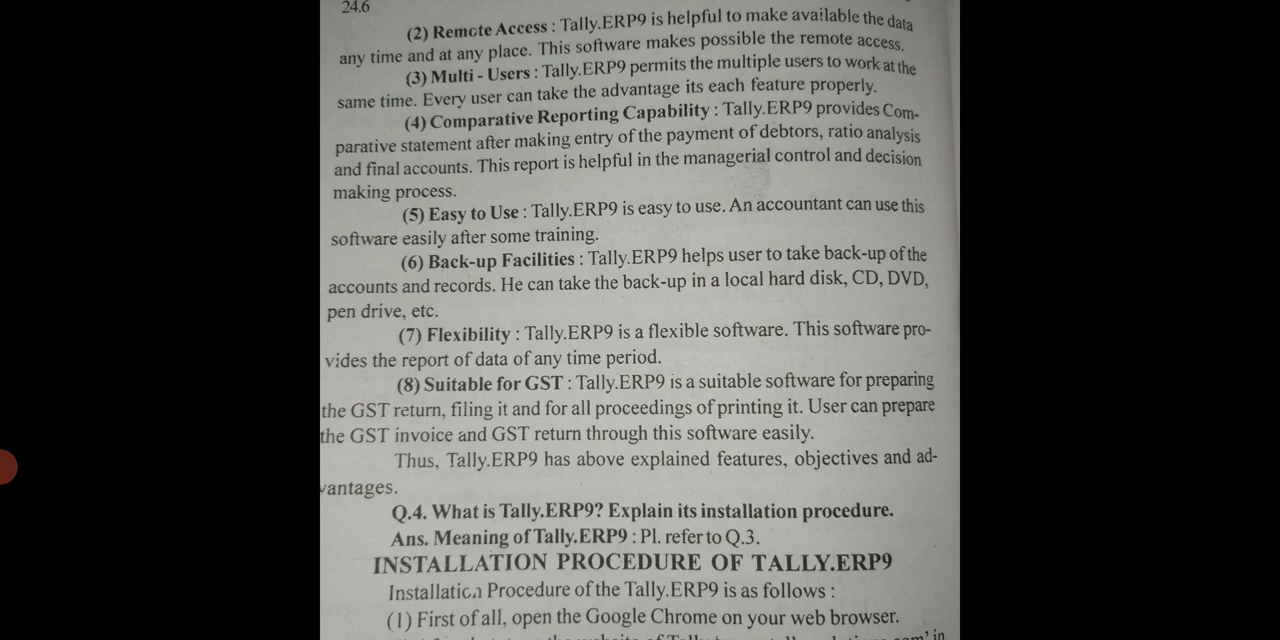 24.6
(2) Remote Access : Tally.ERP9 is helpful to make available the data
any time and at any place. This software makes possible the remote access.
(3) Multi - Users : Tally.ERP9 permits the multiple users to work at the
same time. Every user can take the advantage its each feature properly.
(4) Comparative Reporting Capability : Tally.ERP9 provides Com-
parative statement after making entry of the payment of debtors, ratio analysis
and final accounts. This report is helpful in the managerial control and decision
making process.
(5) Easy to Use : Tally.ERP9 is easy to use. An accountant can use this
software easily after some training.
(6) Back-up Facilities : Tally.ERP9 helps user to take back-up of the
accounts and records. He can take the back-up in a local hard disk, CD, DVD,
pen drive, etc.
(7) Flexibility : Tally.ERP9 is a flexible software. This software pro-
vides the report of data of any time period.
(8) Suitable for GST : Tally.ERP9 is a suitable software for preparing
the GST return, filing it and for all proceedings of printing it. User can prepare
the GST invoice and GST return through this software easily.
Thus, Tally.ERP9 has above explained features, objectives and ad-
vantages.
Q.4. What is Tally.ERP9? Explain its installation procedure.
Ans. Meaning of Tally.ERP9 : Pl. refer to Q.3.
INSTALLATION PROCEDURE OF TALLY.ERP9
Installation Procedure of the Tally.ERP9 is as follows :
(1) First of all, open the Google Chrome on your web browser.